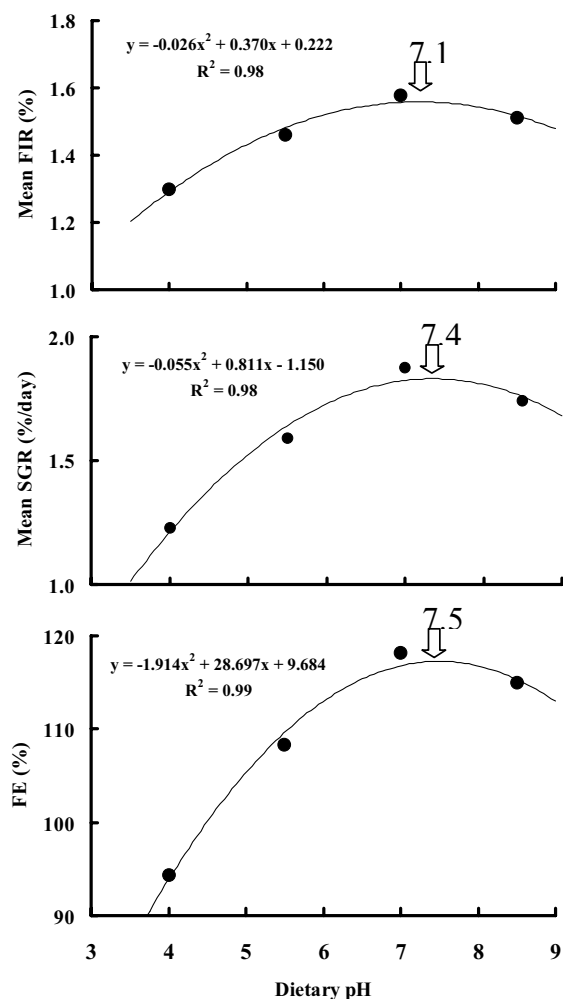 y = -0.026x² + 0.370x + 0.222
R² = 0.98
7.1
1.8
1.6
1.4
1.2
1.0
Mean FIR (%)
y = -0.055x² + 0.811x - 1.150
R² = 0.98
7.4
2.0
1.5
1.0
Mean SGR (%/day)
y = -1.914x² + 28.697x + 9.684
R² = 0.99
7.5
120
110
100
90
FE (%)
3 4 5 6 7 8 9
Dietary pH